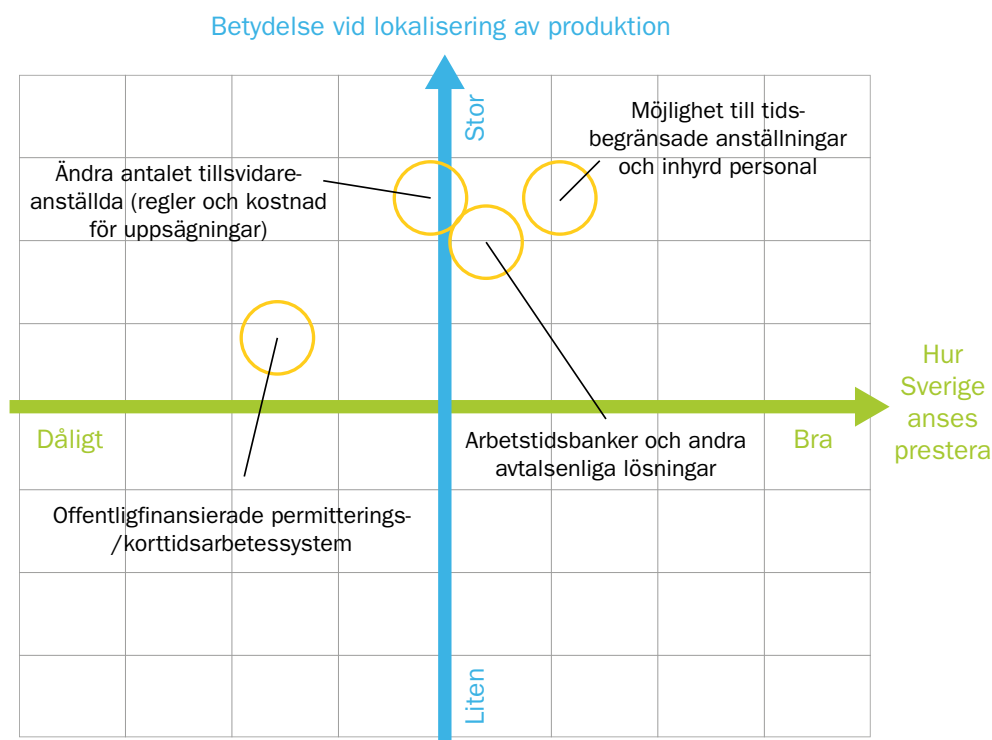 Betydelse vid lokalisering av produktion
Stor
Möjlighet till tids-
begränsade anställningar
och inhyrd personal
Ändra antalet tillsvidare-
anställda (regler och kostnad
för uppsägningar)
Hur
Sverige
anses
prestera
Dåligt
Arbetstidsbanker och andra
avtalsenliga lösningar
Bra
Offentligfinansierade permitterings-
/korttidsarbetessystem
Liten